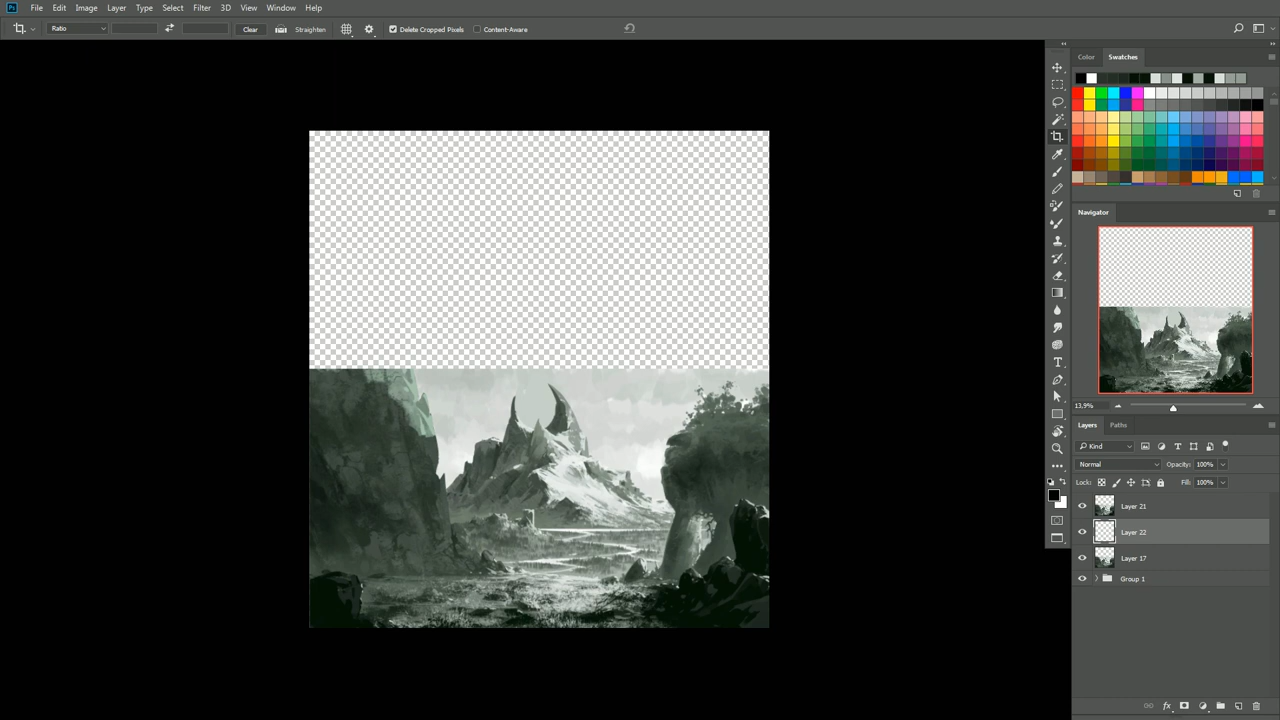 Ps File Edit Image Layer Type Select Filter 3D View Window Help
Ratio Clear Straighten Delete Cropped Pixels Content-Aware
Color Swatches
Navigator
13,9%
Layers Paths
Kind
Normal Opacity: 100%
Lock: Fill: 100%
Layer 21
Layer 22
Layer 17
Group 1
fx